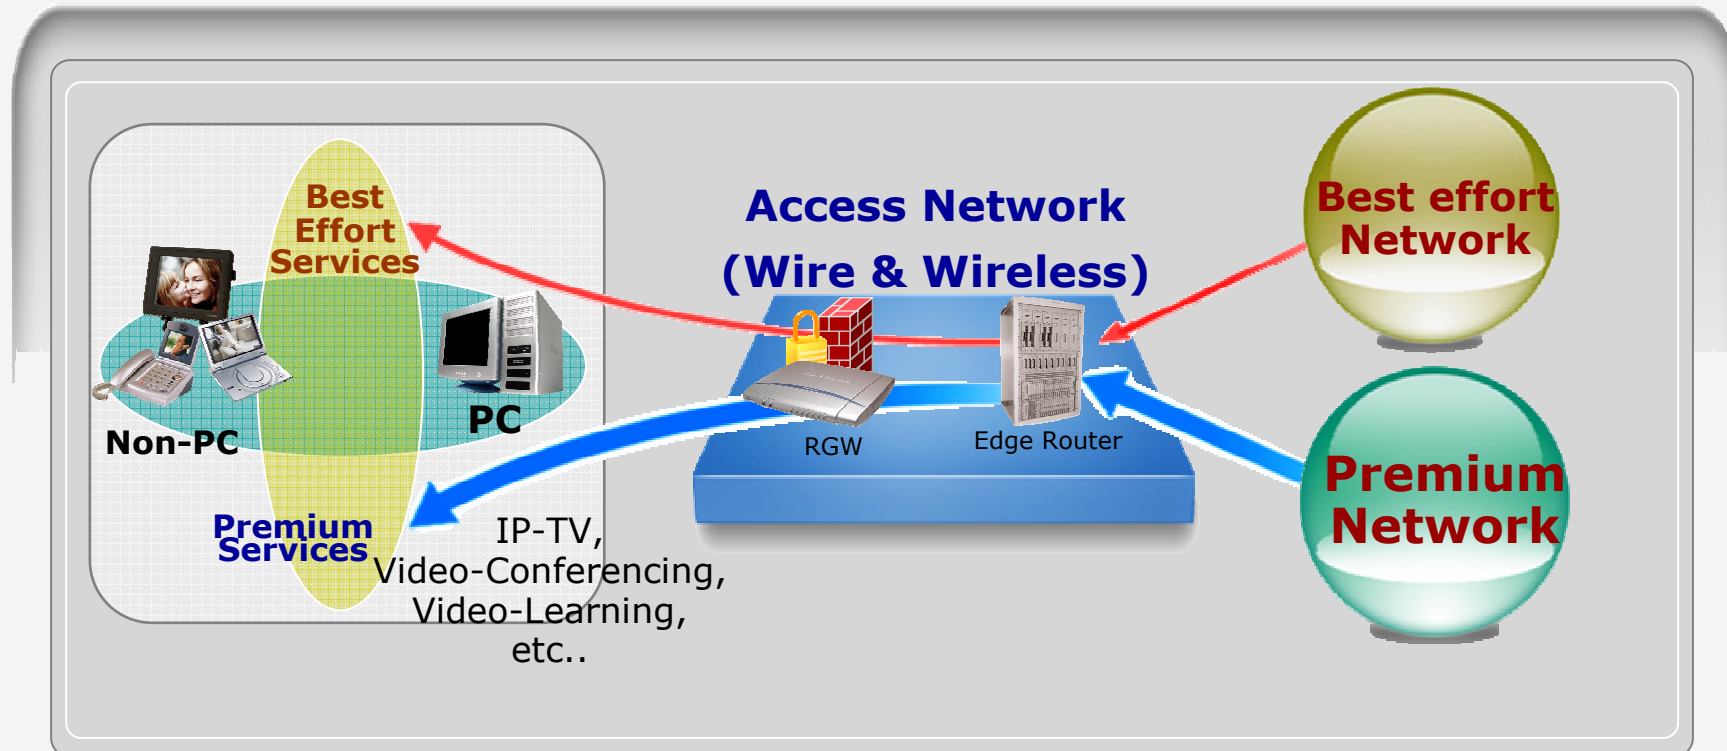 Best
Effort
Services
Non-PC
PC
Premium
Services
IP-TV,
Video-Conferencing,
Video-Learning,
etc..
Access Network
(Wire & Wireless)
RGW
Edge Router
Best effort
Network
Premium
Network